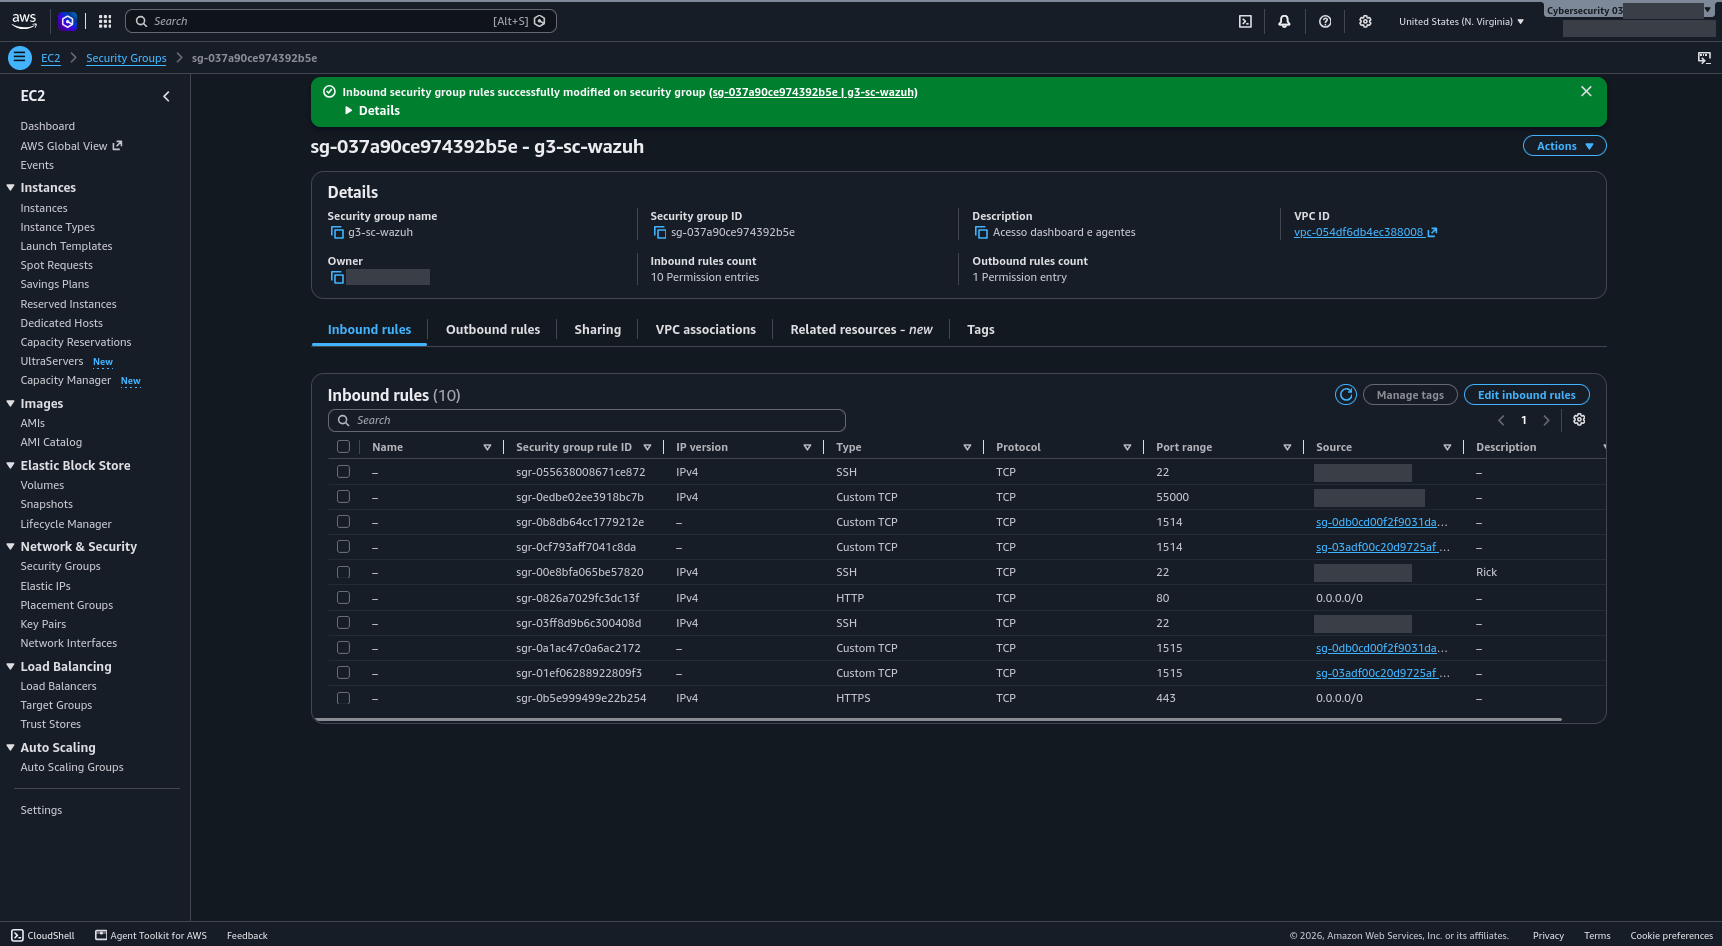 aws
Search [Alt+S]
United States (N. Virginia)
Cybersecurity 03
EC2 Security Groups sg-037a90ce974392b5e
EC2
Dashboard
AWS Global View
Events
Instances
Instances
Instance Types
Launch Templates
Spot Requests
Savings Plans
Reserved Instances
Dedicated Hosts
Capacity Reservations
UltraServers New
Capacity Manager New
Images
AMIs
AMI Catalog
Elastic Block Store
Volumes
Snapshots
Lifecycle Manager
Network & Security
Security Groups
Elastic IPs
Placement Groups
Key Pairs
Network Interfaces
Load Balancing
Load Balancers
Target Groups
Trust Stores
Auto Scaling
Auto Scaling Groups
Settings
Inbound security group rules successfully modified on security group (sg-037a90ce974392b5e | g3-sc-wazuh)
Details
sg-037a90ce974392b5e - g3-sc-wazuh
Actions
Details
Security group name Security group ID Description VPC ID
g3-sc-wazuh sg-037a90ce974392b5e Acesso dashboard e agentes vpc-054df6db4ec388008
Owner Inbound rules count Outbound rules count
10 Permission entries 1 Permission entry
Inbound rules Outbound rules Sharing VPC associations Related resources - new Tags
Inbound rules (10) Manage tags Edit inbound rules
Search 1
Name Security group rule ID IP version Type Protocol Port range Source Description
– sgr-055638008671ce872 IPv4 SSH TCP 22 –
– sgr-0edbe02ee3918bc7b IPv4 Custom TCP TCP 55000 –
– sgr-0b8db64cc1779212e – Custom TCP TCP 1514 sg-0db0cd00f2f9031da... –
– sgr-0cf793aff7041c8da – Custom TCP TCP 1514 sg-03adf00c20d9725af ... –
– sgr-00e8bfa065be57820 IPv4 SSH TCP 22 Rick
– sgr-0826a7029fc3dc13f IPv4 HTTP TCP 80 0.0.0.0/0 –
– sgr-03ff8d9b6c300408d IPv4 SSH TCP 22 –
– sgr-0a1ac47c0a6ac2172 – Custom TCP TCP 1515 sg-0db0cd00f2f9031da... –
– sgr-01ef06288922809f3 – Custom TCP TCP 1515 sg-03adf00c20d9725af ... –
– sgr-0b5e999499e22b254 IPv4 HTTPS TCP 443 0.0.0.0/0 –
CloudShell Agent Toolkit for AWS Feedback © 2026, Amazon Web Services, Inc. or its affiliates. Privacy Terms Cookie preferences